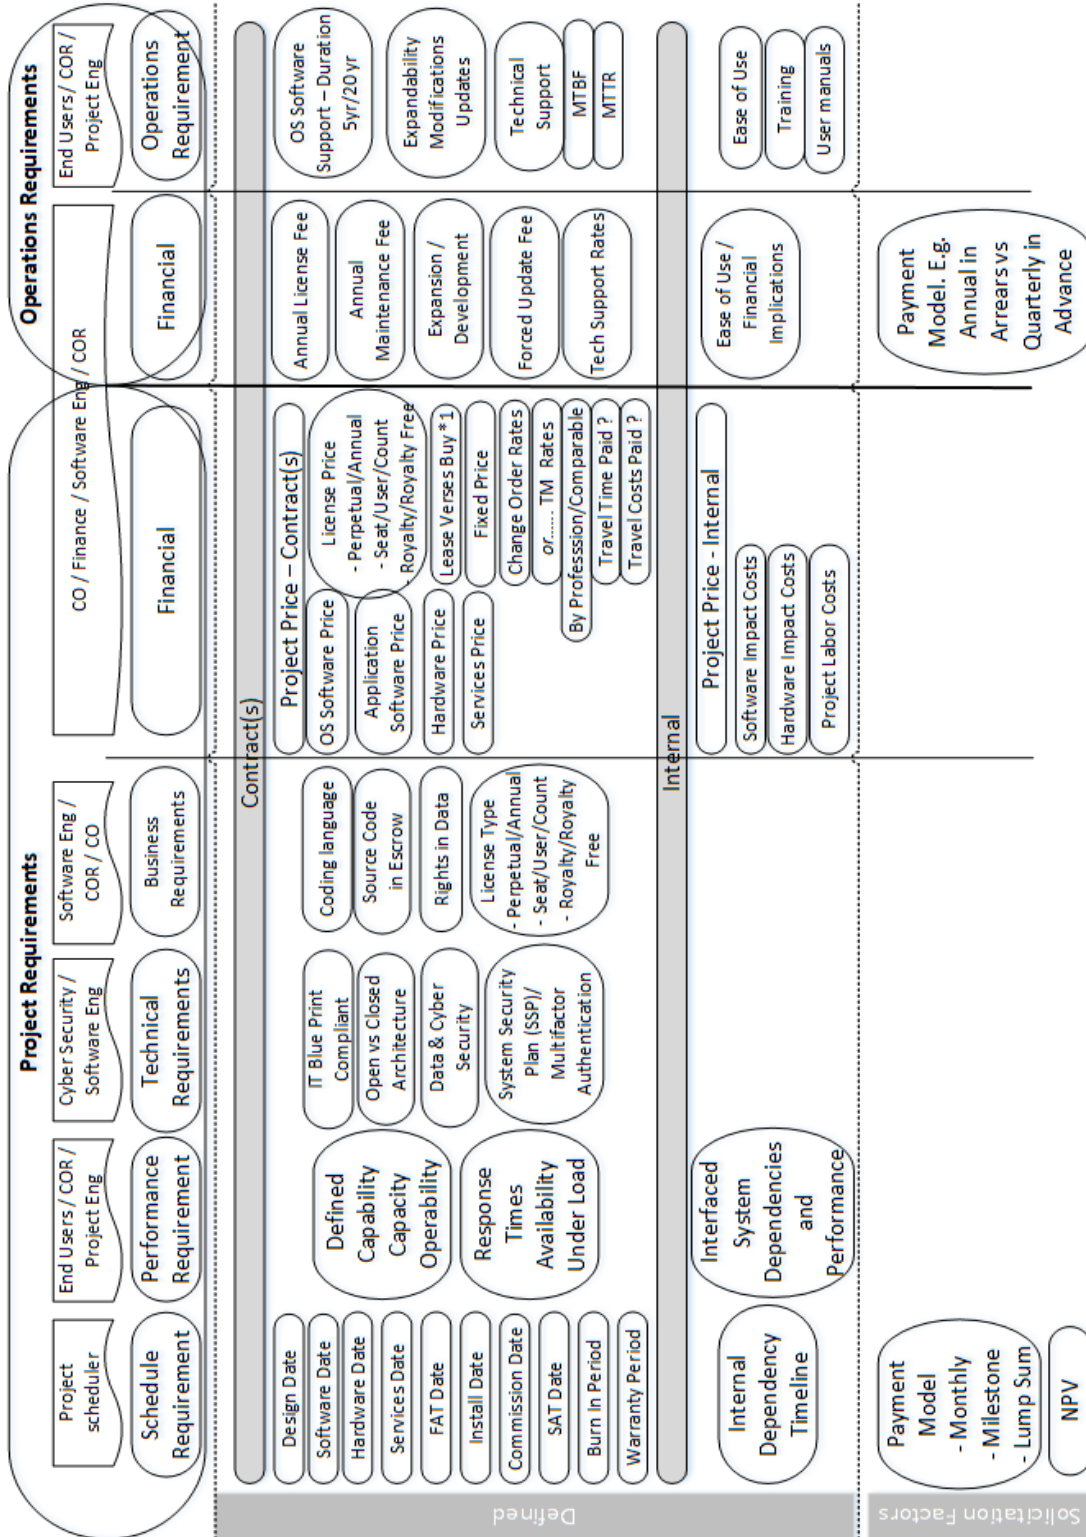 Project Requirements
Operations Requirements
Project
scheduler
End Users / COR /
Project Eng
Cyber Security /
Software Eng
Software Eng /
COR / CO
CO / Finance / Software Eng / COR
End Users / COR /
Project Eng
Schedule
Requirement
Performance
Requirement
Technical
Requirements
Business
Requirements
Financial
Financial
Operations
Requirement
Contract(s)
Design Date
Software Date
Hardware Date
Services Date
FAT Date
Install Date
Commission Date
SAT Date
Burn In Period
Warranty Period
Defined
Capability
Capacity
Operability
Response
Times
Availability
Under Load
IT Blue Print
Compliant
Open vs Closed
Architecture
Data & Cyber
Security
System Security
Plan (SSP)/
Multifactor
Authentication
Coding language
Source Code
in Escrow
Rights in Data
License Type
- Perpetual/Annual
- Seat/User/Count
- Royalty/Royalty
Free
Project Price – Contract(s)
OS Software Price
Application
Software Price
Hardware Price
Services Price
License Price
- Perpetual/Annual
- Seat/User/Count
- Royalty/Royalty Free
Lease Verses Buy *1
Fixed Price
Change Order Rates
or...... TM Rates
By Professsion/Comparable
Travel Time Paid ?
Travel Costs Paid ?
Annual License Fee
Annual
Maintenance Fee
Expansion /
Development
Forced Update Fee
Tech Support Rates
OS Software
Support – Duration
5yr/20yr
Expandability
Modifications
Updates
Technical
Support
MTBF
MTTR
Internal
Internal
Dependency
Timeline
Interfaced
System
Dependencies
and
Performance
Project Price - Internal
Software Impact Costs
Hardware Impact Costs
Project Labor Costs
Ease of Use /
Financial
Implications
Ease of Use
Training
User manuals
Defined
Payment
Model
- Monthly
- Milestone
- Lump Sum
NPV
Payment
Model. E.g.
Annual in
Arrears vs
Quarterly in
Advance
Solicitation Factors